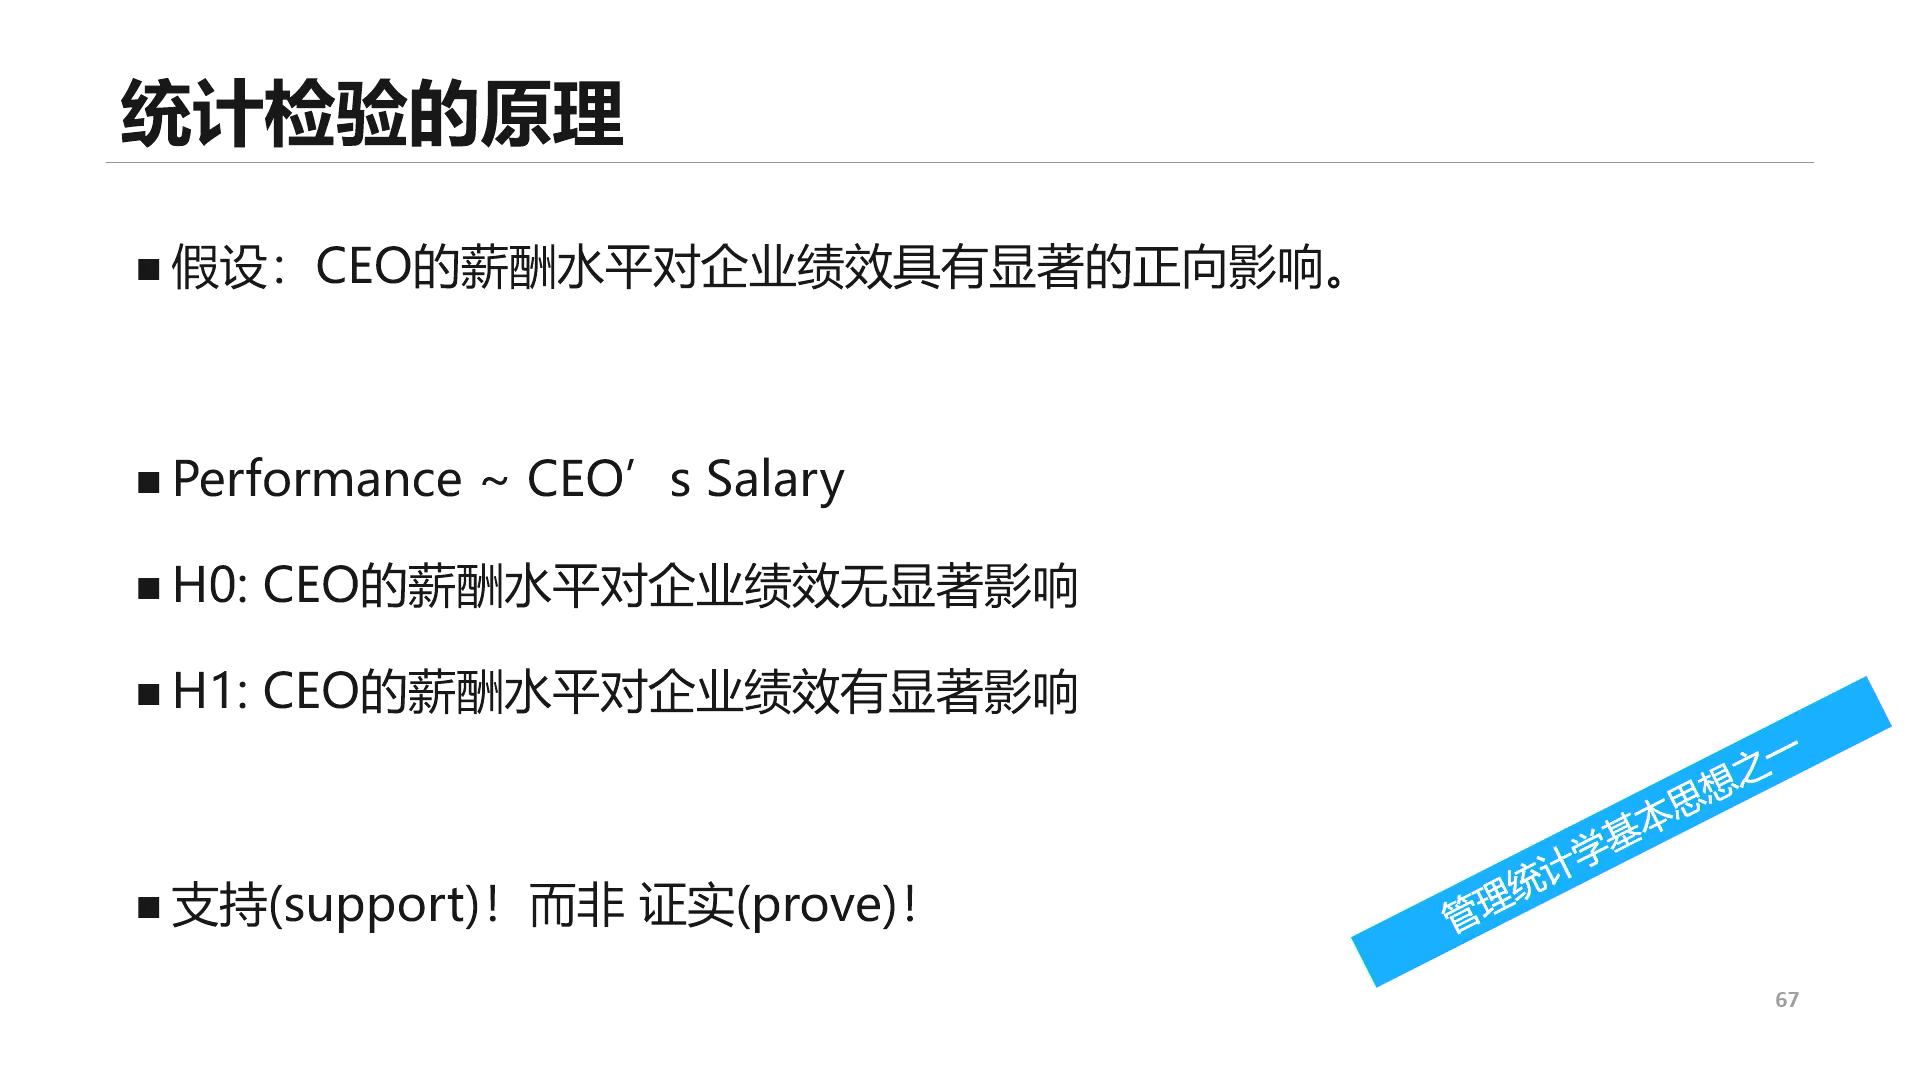 统计检验的原理
假设：CEO的薪酬水平对企业绩效具有显著的正向影响。
Performance ~ CEO’s Salary
H0: CEO的薪酬水平对企业绩效无显著影响
H1: CEO的薪酬水平对企业绩效有显著影响
支持(support)！而非 证实(prove)！
管理统计学基本思想之一
67